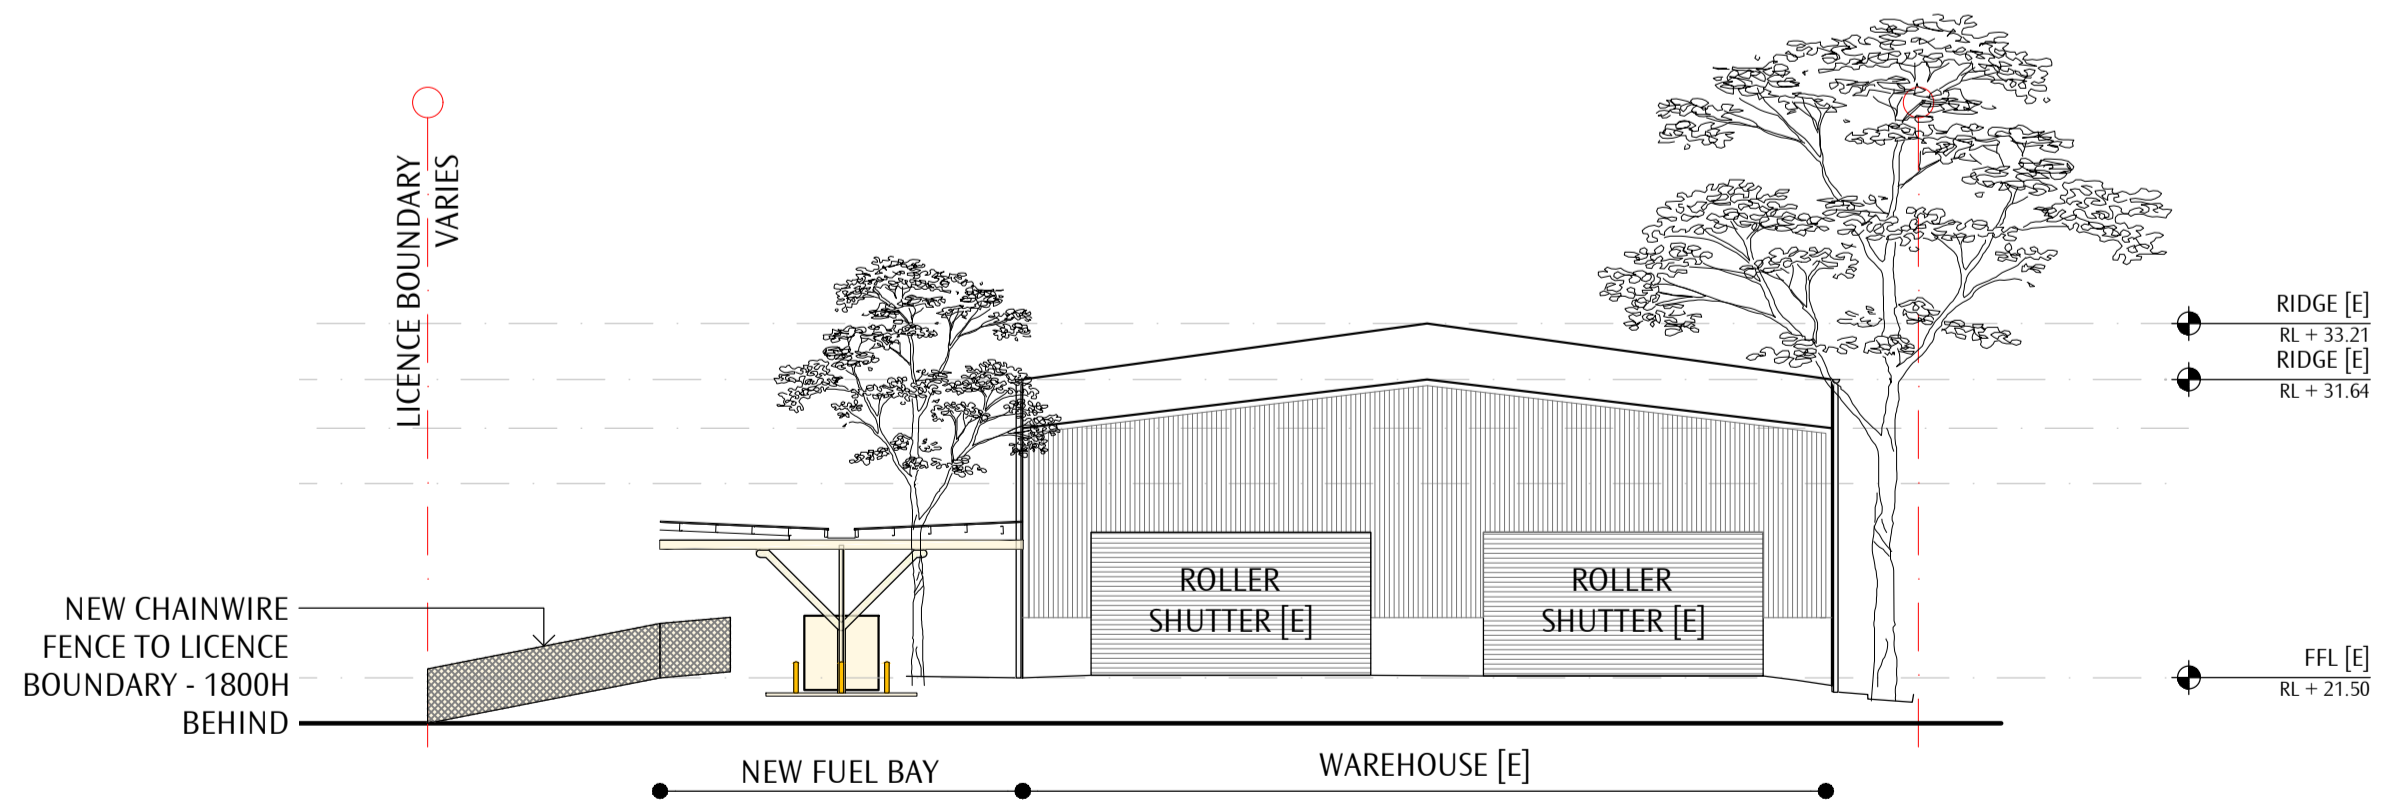 LICENCE BOUNDARY
VARIES
RIDGE [E]
RL + 33.21
RIDGE [E]
RL + 31.64
NEW CHAINWIRE
FENCE TO LICENCE
BOUNDARY - 1800H
BEHIND
ROLLER
SHUTTER [E]
ROLLER
SHUTTER [E]
FFL [E]
RL + 21.50
NEW FUEL BAY
WAREHOUSE [E]